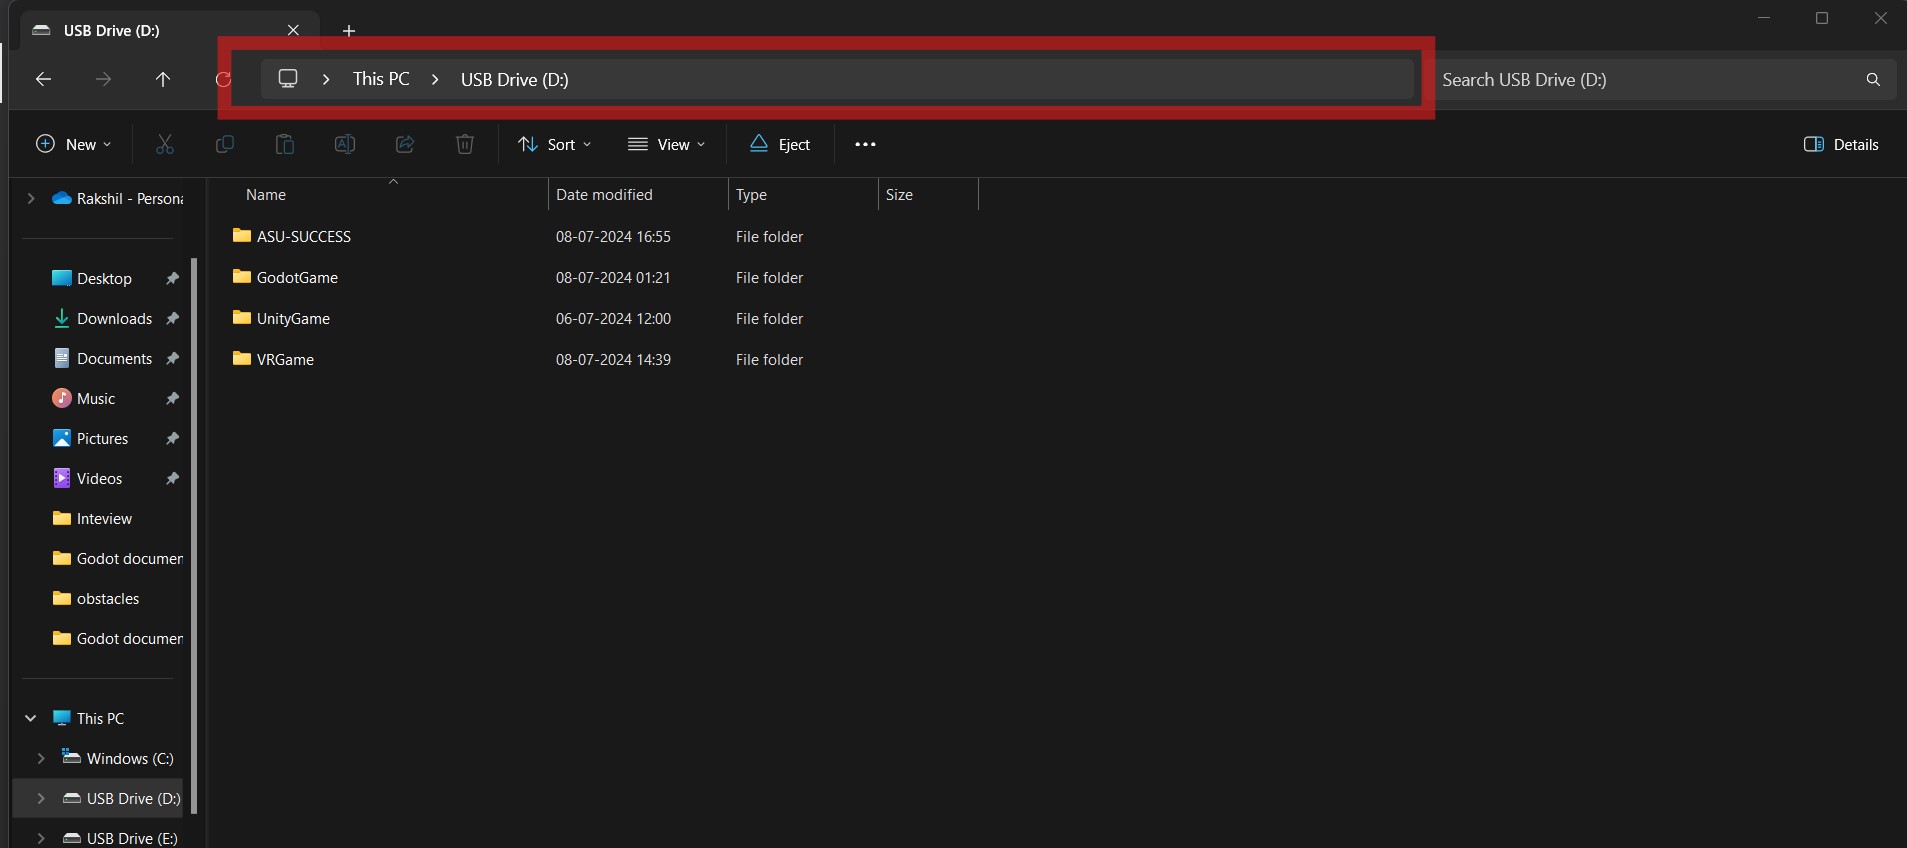 USB Drive (D:)
This PC > USB Drive (D:)
Search USB Drive (D:)
New
Sort
View
Eject
Details
Rakshil - Persona
Desktop
Downloads
Documents
Music
Pictures
Videos
Inteview
Godot documen
obstacles
Godot documen
This PC
Windows (C:)
USB Drive (D:)
USB Drive (E:)
Name Date modified Type Size
ASU-SUCCESS 08-07-2024 16:55 File folder
GodotGame 08-07-2024 01:21 File folder
UnityGame 06-07-2024 12:00 File folder
VRGame 08-07-2024 14:39 File folder